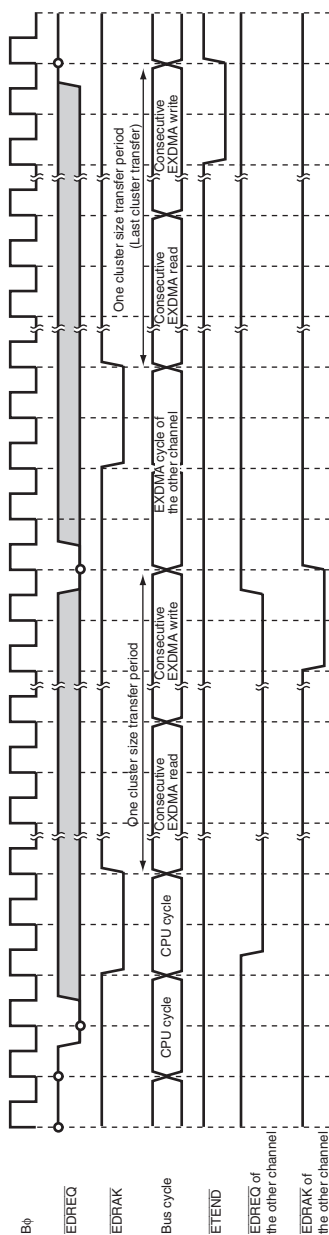 Bφ
EDREQ
EDRAK
Bus cycle
CPU cycle
CPU cycle
Consecutive
EXDMA read
Consecutive
EXDMA write
EXDMA cycle of
the other channel
Consecutive
EXDMA read
Consecutive
EXDMA write
One cluster size transfer period
One cluster size transfer period
(Last cluster transfer)
ETEND
EDREQ of
the other channel
EDRAK of
the other channel